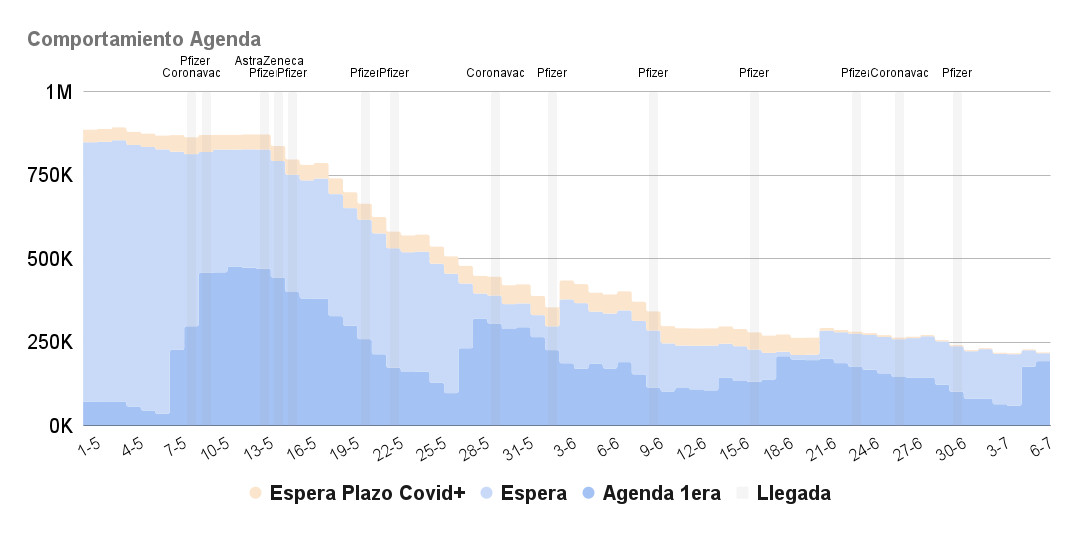 Comportamiento Agenda
Pfizer AstraZeneca
Coronavac Pfizer Pfizer Pfizer Pfizer Coronavac Pfizer Pfizer Pfizer Pfizer Coronavac Pfizer
1M
750K
500K
250K
0K
1-5 4-5 7-5 10-5 13-5 16-5 19-5 22-5 25-5 28-5 31-5 3-6 6-6 9-6 12-6 15-6 18-6 21-6 24-6 27-6 30-6 3-7 6-7
Espera Plazo Covid+ Espera Agenda 1era Llegada